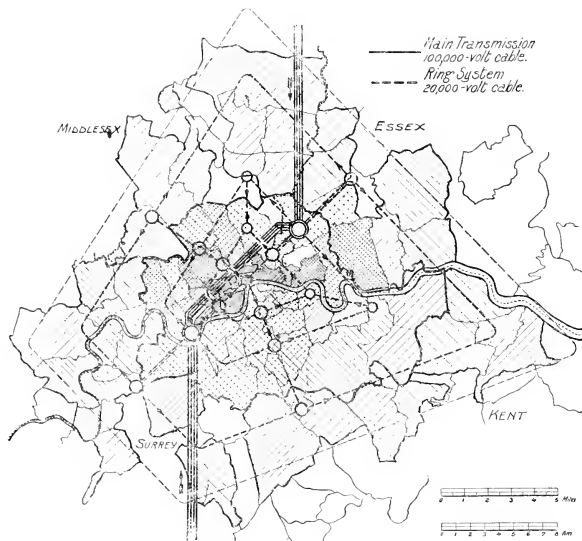 Main Transmission
100,000-volt cable.
Ring System
20,000-volt cable.
MIDDLESEX
ESSEX
SURREY
KENT
0 1 2 3 4 5 Miles
0 1 2 3 4 5 6 7 8 Km